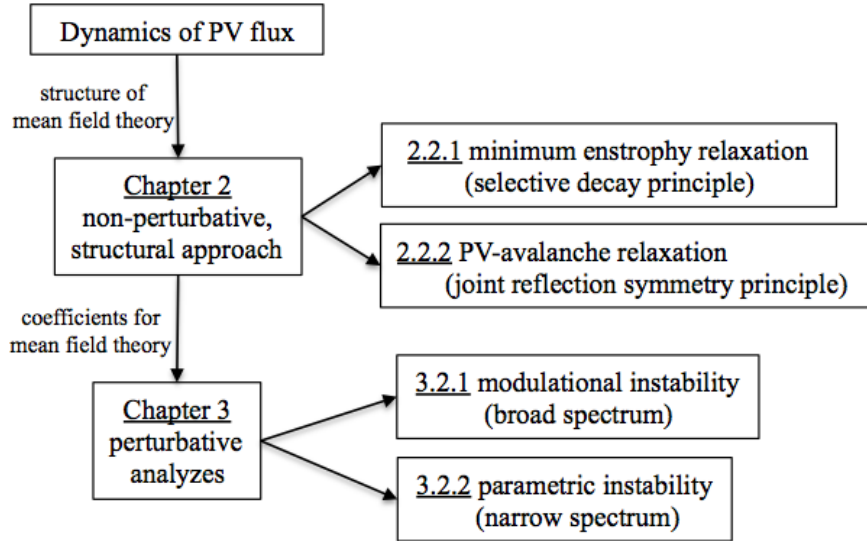 Dynamics of PV flux
structure of
mean field theory
Chapter 2
non-perturbative,
structural approach
2.2.1 minimum enstrophy relaxation
(selective decay principle)
2.2.2 PV-avalanche relaxation
(joint reflection symmetry principle)
coefficients for
mean field theory
Chapter 3
perturbative
analyzes
3.2.1 modulational instability
(broad spectrum)
3.2.2 parametric instability
(narrow spectrum)